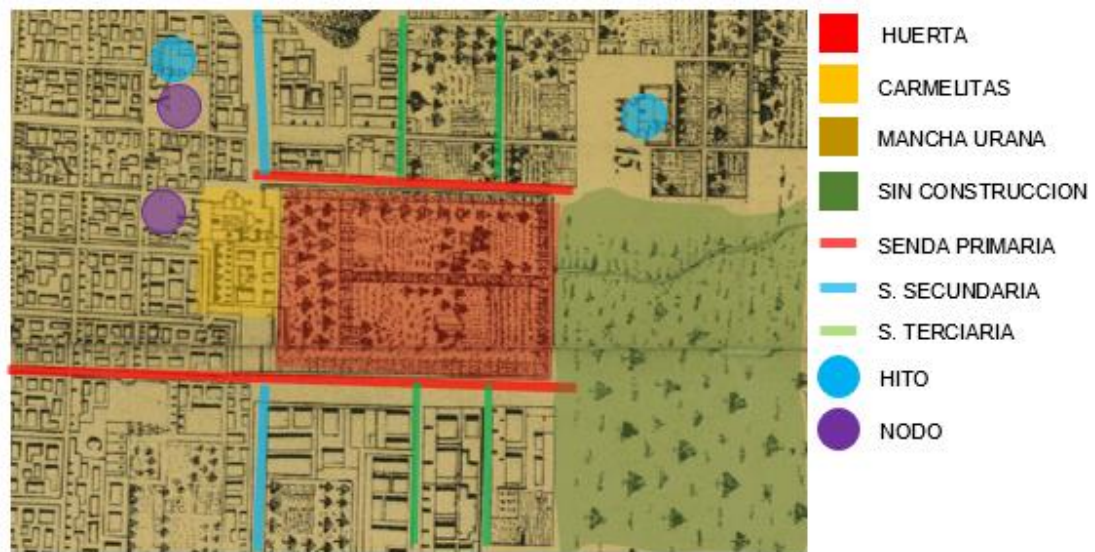 HUERTA
CARMELITAS
MANCHA URANA
SIN CONSTRUCCION
SENDA PRIMARIA
S. SECUNDARIA
S. TERCIARIA
HITO
NODO
15.